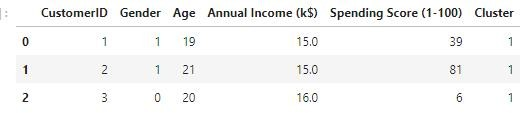 ]:
CustomerID Gender Age Annual Income (k$) Spending Score (1-100) Cluster
0 1 1 19 15.0 39 1
1 2 1 21 15.0 81 1
2 3 0 20 16.0 6 1